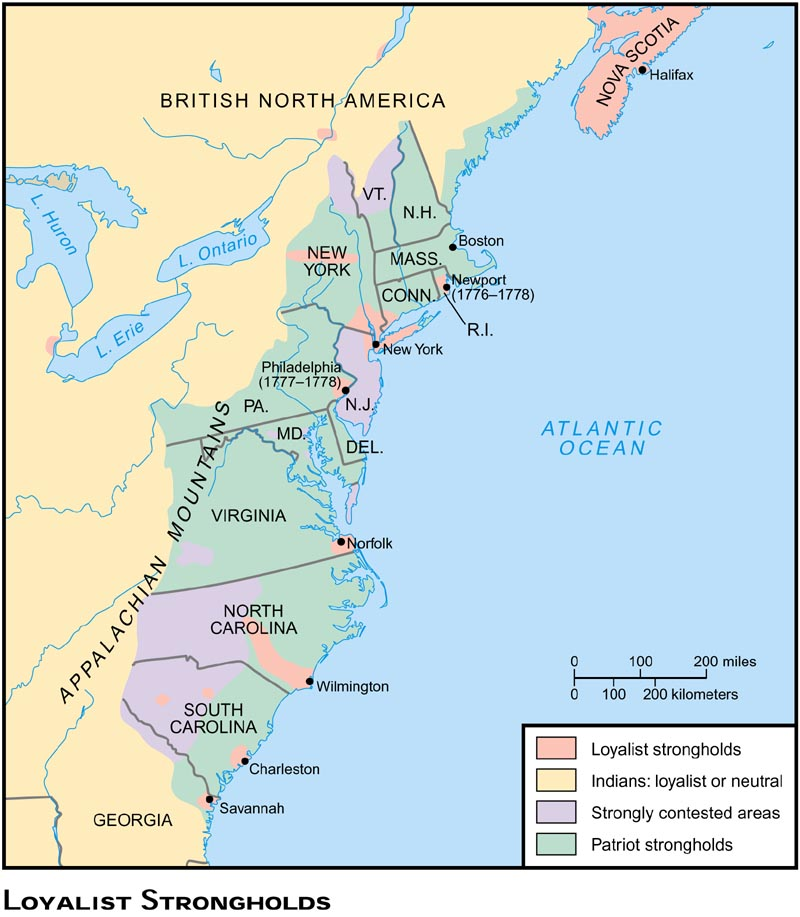 NOVA SCOTIA
Halifax
BRITISH NORTH AMERICA
VT.
L. Huron
N.H.
L. Ontario
Boston
NEW
YORK
MASS.
Newport
(1776–1778)
CONN.
R.I.
L. Erie
New York
Philadelphia
(1777–1778)
N.J.
PA.
ATLANTIC
OCEAN
MD.
DEL.
APPALACHIAN MOUNTAINS
VIRGINIA
Norfolk
NORTH
CAROLINA
Wilmington
SOUTH
CAROLINA
Charleston
Savannah
GEORGIA
0 100 200 miles
0 100 200 kilometers
Loyalist strongholds
Indians: loyalist or neutral
Strongly contested areas
Patriot strongholds
LOYALIST STRONGHOLDS